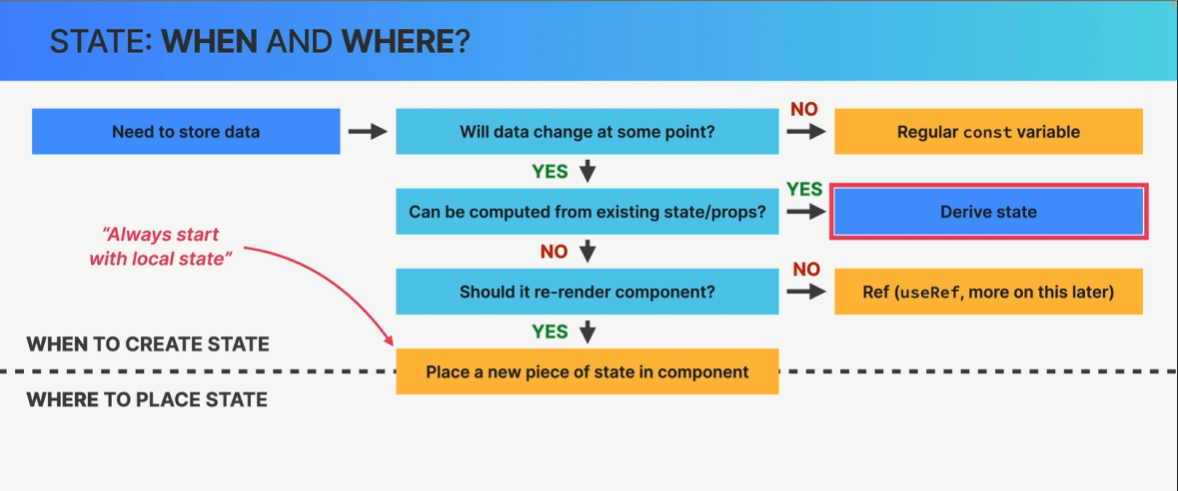 STATE: WHEN AND WHERE?
Need to store data
Will data change at some point?
NO
Regular const variable
YES
Can be computed from existing state/props?
YES
Derive state
“Always start
with local state”
NO
Should it re-render component?
NO
Ref (useRef, more on this later)
YES
WHEN TO CREATE STATE
Place a new piece of state in component
WHERE TO PLACE STATE